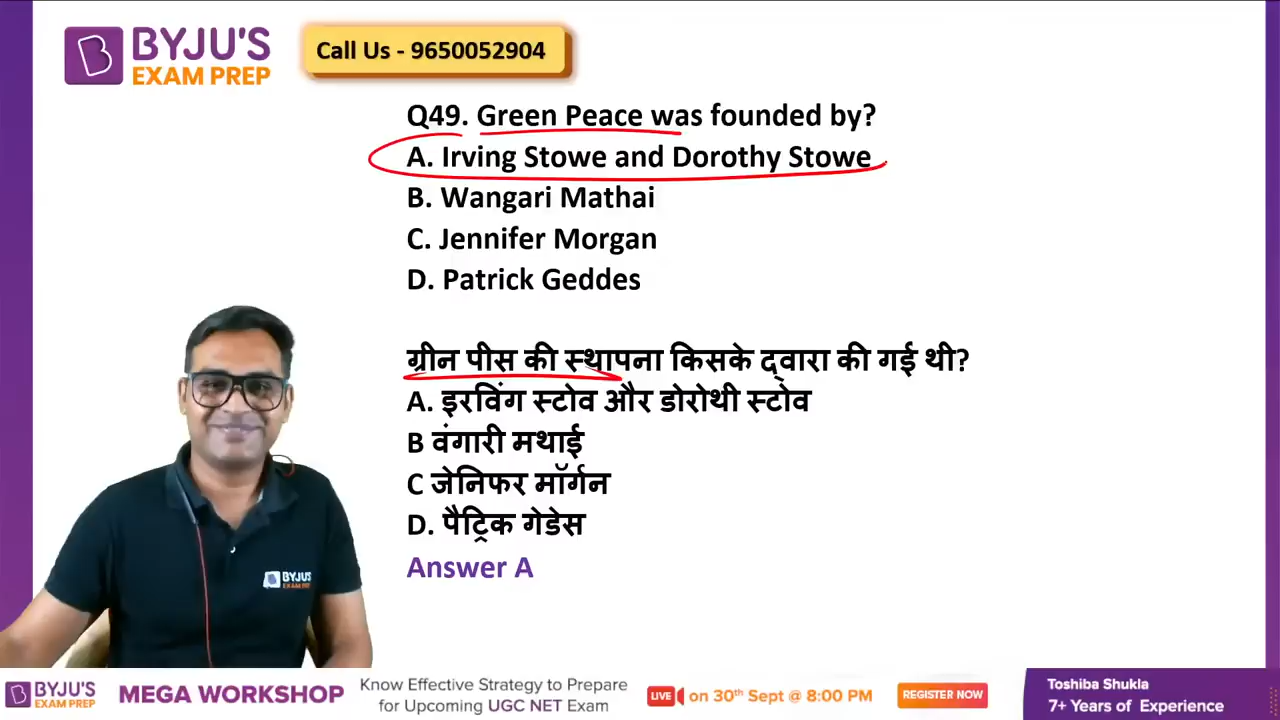 BYJU'S
EXAM PREP
Call Us - 9650052904
Q49. Green Peace was founded by?
A. Irving Stowe and Dorothy Stowe
B. Wangari Mathai
C. Jennifer Morgan
D. Patrick Geddes
ग्रीन पीस की स्थापना किसके द्वारा की गई थी?
A. इरविंग स्टोव और डोरोथी स्टोव
B वंगारी मथाई
C जेनिफर मॉर्गन
D. पैट्रिक गेडेस
Answer A
BYJU'S
EXAM PREP
BYJU'S
EXAM PREP
MEGA WORKSHOP
Know Effective Strategy to Prepare
for Upcoming UGC NET Exam
LIVE on 30th Sept @ 8:00 PM
REGISTER NOW
Toshiba Shukla
7+ Years of Experience